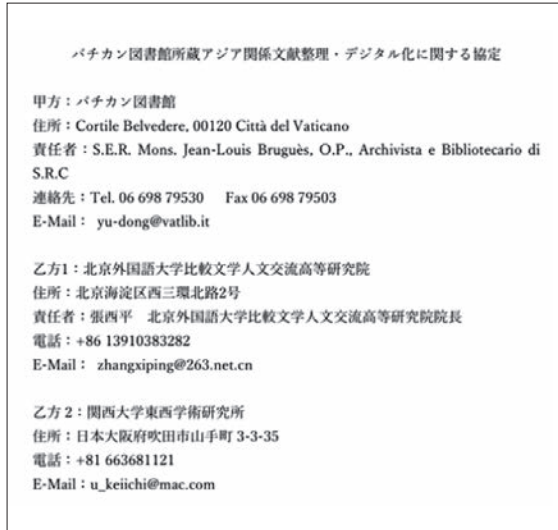 バチカン図書館所蔵アジア関係文献整理・デジタル化に関する協定
甲方：バチカン図書館
住所：Cortile Belvedere, 00120 Città del Vaticano
責任者：S.E.R. Mons. Jean-Louis Bruguès, O.P., Archivista e Bibliotecario di
S.R.C
連絡先：Tel. 06 698 79530 Fax 06 698 79503
E-Mail： yu-dong@vatlib.it
乙方1：北京外国語大学比較文学人文交流高等研究院
住所：北京海淀区西三環北路2号
責任者：張西平 北京外国語大学比較文学人文交流高等研究院院長
電話：+86 13910383282
E-Mail： zhangxiping@263.net.cn
乙方 2：関西大学東西学術研究所
住所：日本大阪府吹田市山手町 3-3-35
電話：+81 663681121
E-Mail：u_keiichi@mac.com